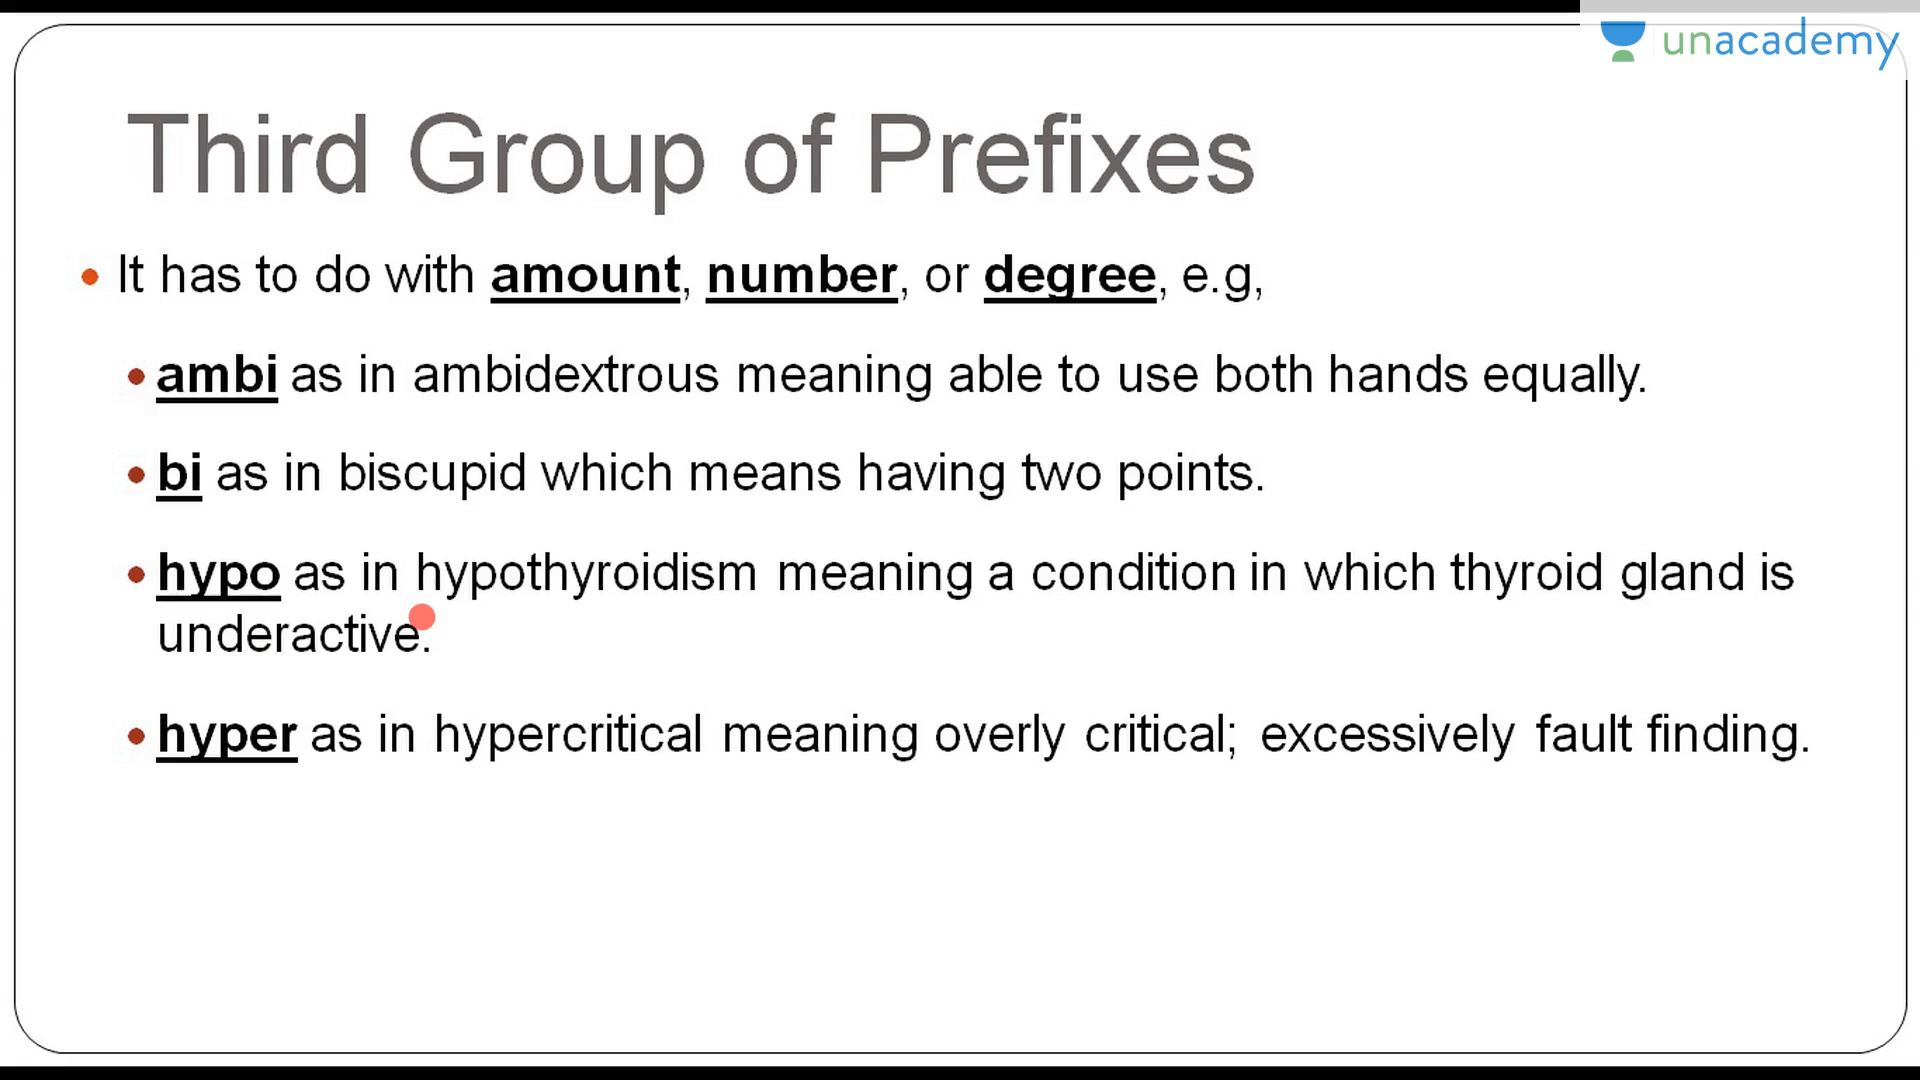 unacademy
Third Group of Prefixes
• It has to do with amount, number, or degree, e.g,
• ambi as in ambidextrous meaning able to use both hands equally.
• bi as in biscupid which means having two points.
• hypo as in hypothyroidism meaning a condition in which thyroid gland is
underactive.
• hyper as in hypercritical meaning overly critical; excessively fault finding.